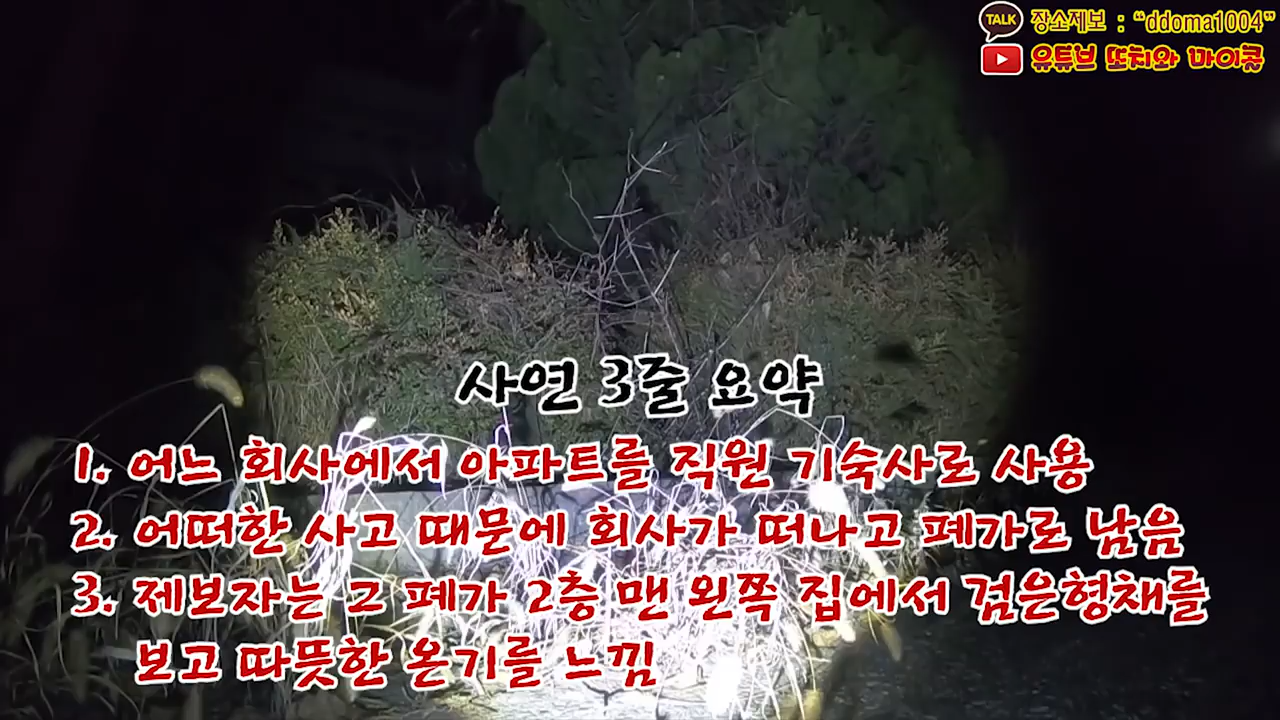 TALK 장소제보 : “ddoma1004”
유튜브 또치와 마이콜
사연 3줄 요약
1. 어느 회사에서 아파트를 직원 기숙사로 사용
2. 어떠한 사고 때문에 회사가 떠나고 폐가로 남음
3. 제보자는 그 폐가 2층 맨 왼쪽 집에서 검은형채를
보고 따뜻한 온기를 느낌